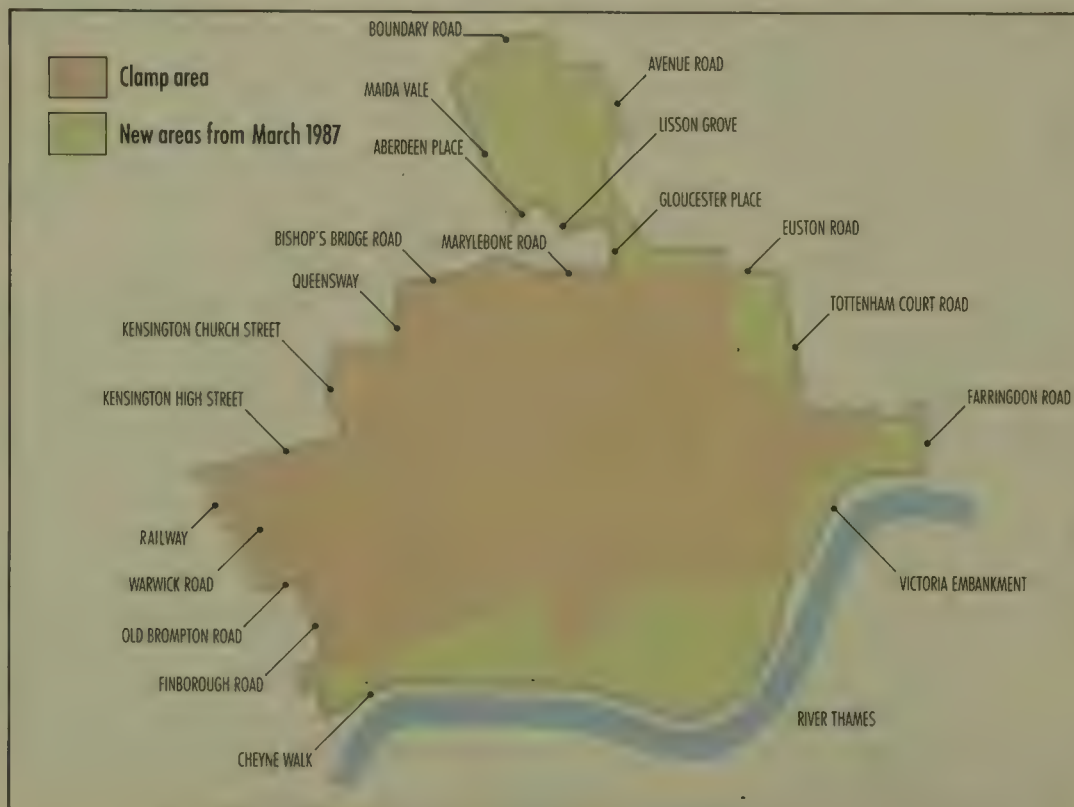 Clamp area
New areas from March 1987
BOUNDARY ROAD
AVENUE ROAD
MAIDA VALE
LISSON GROVE
ABERDEEN PLACE
GLOUCESTER PLACE
EUSTON ROAD
BISHOP'S BRIDGE ROAD
MARYLEBONE ROAD
QUEENSWAY
TOTTENHAM COURT ROAD
KENSINGTON CHURCH STREET
KENSINGTON HIGH STREET
FARRINGDON ROAD
RAILWAY
WARWICK ROAD
VICTORIA EMBANKMENT
OLD BROMPTON ROAD
FINBOROUGH ROAD
RIVER THAMES
CHEYNE WALK